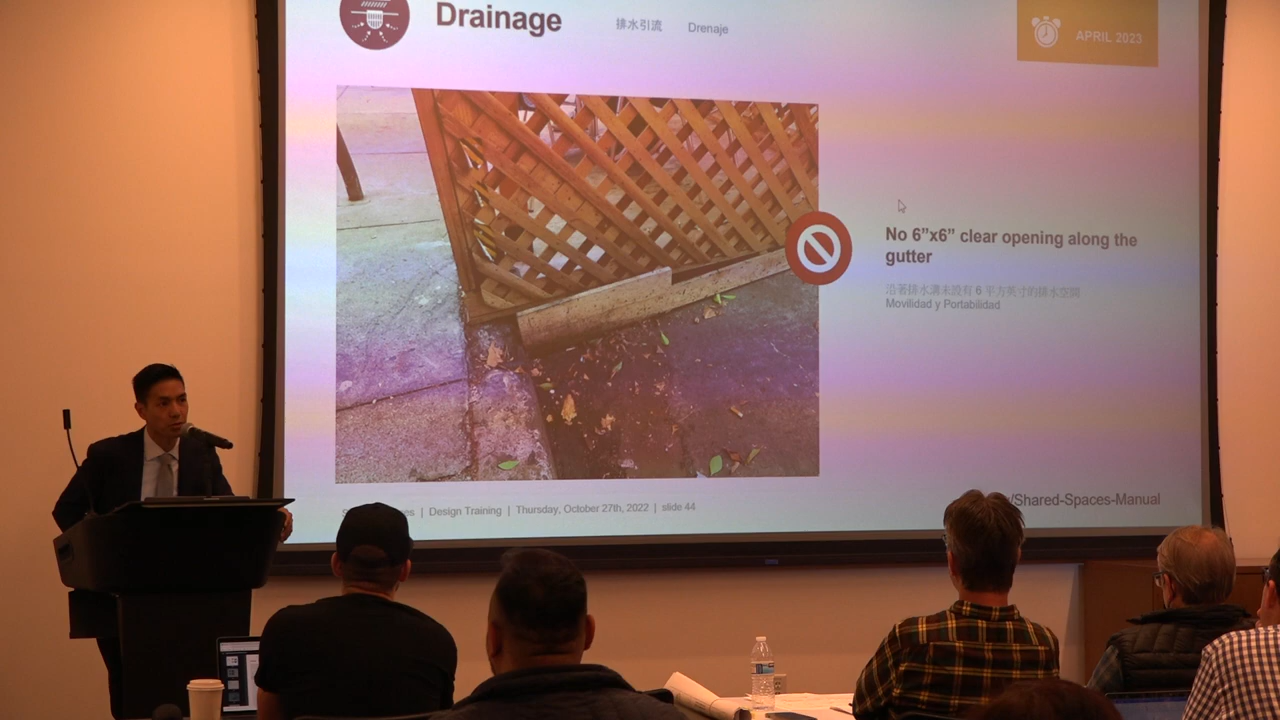 Drainage
排水引流
Drenaje
APRIL 2023
No 6”x6” clear opening along the
gutter
沿著排水溝未設有 6 平方英寸的排水空間
Movilidad y Portabilidad
| Design Training | Thursday, October 27th, 2022 | slide 44
/Shared-Spaces-Manual